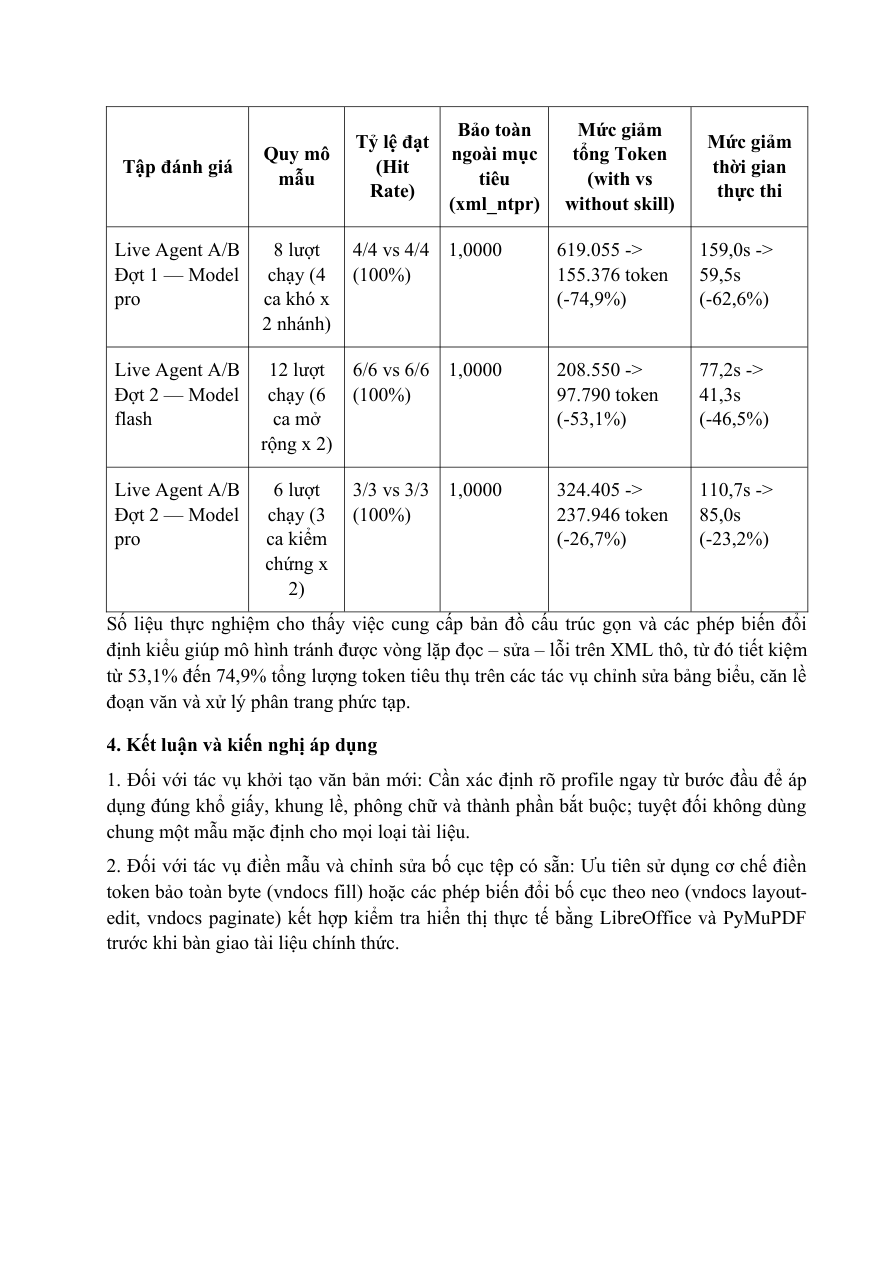 Tập đánh giá
Quy mô
mẫu
Tỷ lệ đạt
(Hit
Rate)
Bảo toàn
ngoài mục
tiêu
(xml_ntpr)
Mức giảm
tổng Token
(with vs
without skill)
Mức giảm
thời gian
thực thi
Live Agent A/B
Đợt 1 — Model
pro
8 lượt
chạy (4
ca khó x
2 nhánh)
4/4 vs 4/4
(100%)
1,0000
619.055 ->
155.376 token
(-74,9%)
159,0s ->
59,5s
(-62,6%)
Live Agent A/B
Đợt 2 — Model
flash
12 lượt
chạy (6
ca mở
rộng x 2)
6/6 vs 6/6
(100%)
1,0000
208.550 ->
97.790 token
(-53,1%)
77,2s ->
41,3s
(-46,5%)
Live Agent A/B
Đợt 2 — Model
pro
6 lượt
chạy (3
ca kiểm
chứng x
2)
3/3 vs 3/3
(100%)
1,0000
324.405 ->
237.946 token
(-26,7%)
110,7s ->
85,0s
(-23,2%)
Số liệu thực nghiệm cho thấy việc cung cấp bản đồ cấu trúc gọn và các phép biến đổi
định kiểu giúp mô hình tránh được vòng lặp đọc – sửa – lỗi trên XML thô, từ đó tiết kiệm
từ 53,1% đến 74,9% tổng lượng token tiêu thụ trên các tác vụ chỉnh sửa bảng biểu, căn lề
đoạn văn và xử lý phân trang phức tạp.
4. Kết luận và kiến nghị áp dụng
1. Đối với tác vụ khởi tạo văn bản mới: Cần xác định rõ profile ngay từ bước đầu để áp
dụng đúng khổ giấy, khung lề, phông chữ và thành phần bắt buộc; tuyệt đối không dùng
chung một mẫu mặc định cho mọi loại tài liệu.
2. Đối với tác vụ điền mẫu và chỉnh sửa bố cục tệp có sẵn: Ưu tiên sử dụng cơ chế điền
token bảo toàn byte (vndocs fill) hoặc các phép biến đổi bố cục theo neo (vndocs layout-
edit, vndocs paginate) kết hợp kiểm tra hiển thị thực tế bằng LibreOffice và PyMuPDF
trước khi bàn giao tài liệu chính thức.